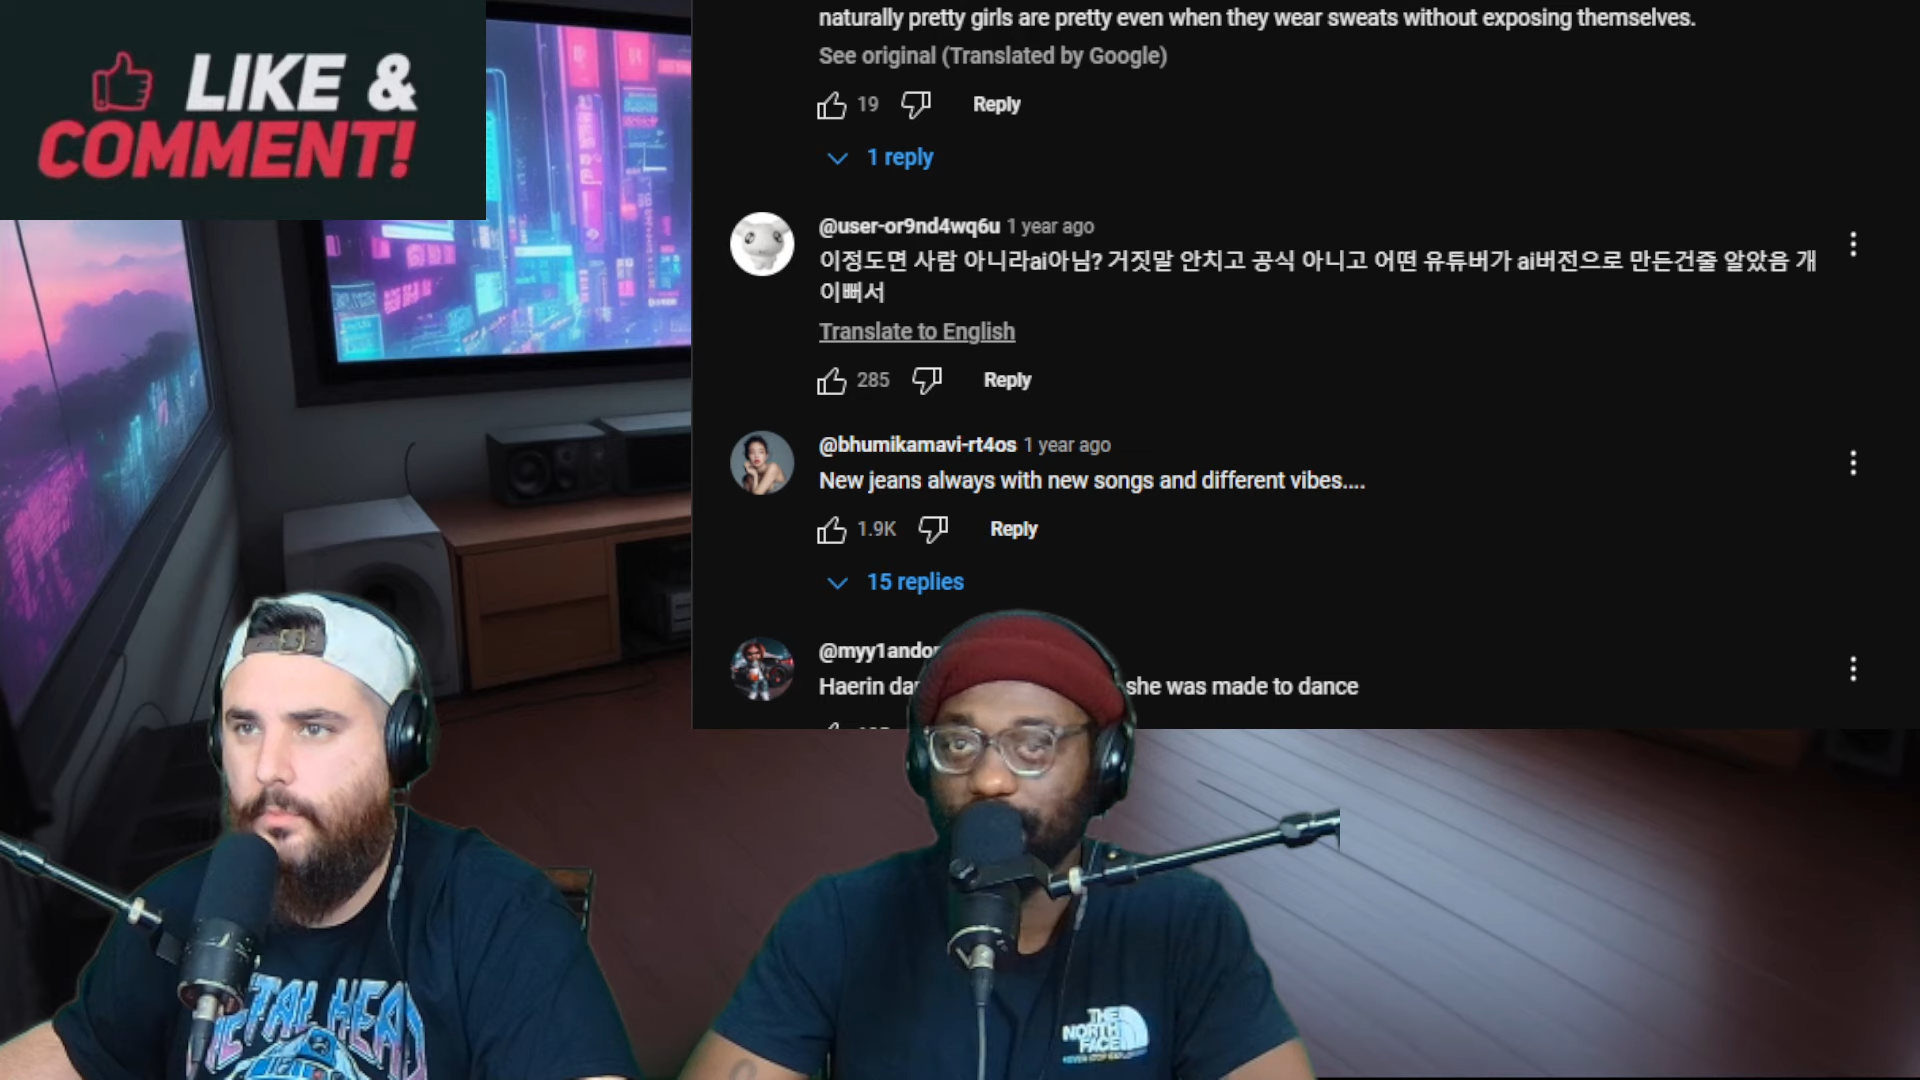 LIKE &
COMMENT!
naturally pretty girls are pretty even when they wear sweats without exposing themselves.
See original (Translated by Google)
19 Reply
1 reply
@user-or9nd4wq6u 1 year ago
이정도면 사람 아니라ai아님? 거짓말 안치고 공식 아니고 어떤 유튜버가 ai버전으로 만든건줄 알았음 개
이뻐서
Translate to English
285 Reply
@bhumikamavi-rt4os 1 year ago
New jeans always with new songs and different vibes....
1.9K Reply
15 replies
Haerin she was made to dance
METAL HEAD
THE
NORTH
FACE